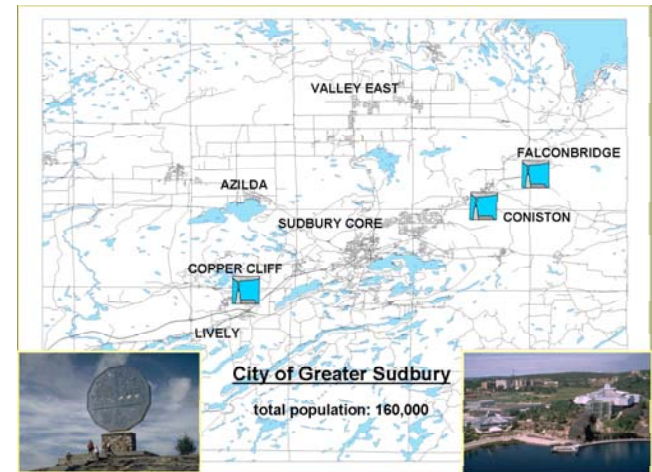 VALLEY EAST
FALCONBRIDGE
AZILDA
CONISTON
SUDBURY CORE
COPPER CLIFF
LIVELY
City of Greater Sudbury
total population: 160,000